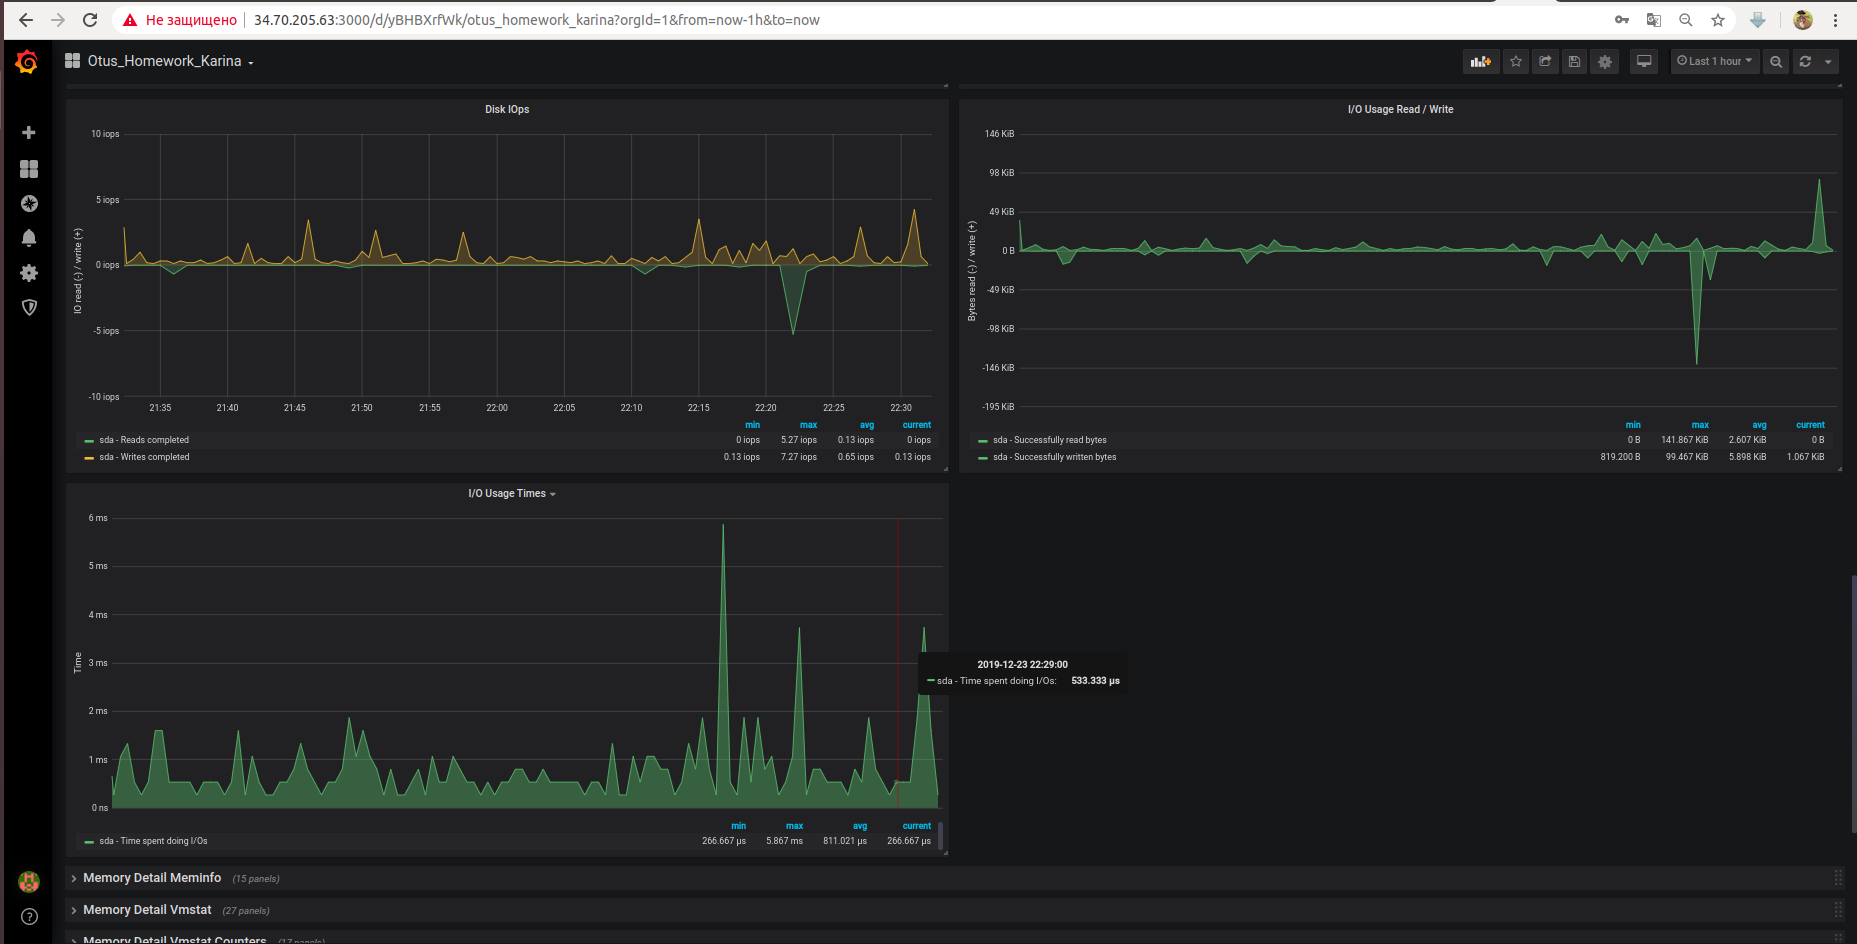 Не защищено 34.70.205.63:3000/d/yBHBXrfWk/otus_homework_karina?orgId=1&from=now-1h&to=now
Otus_Homework_Karina
Last 1 hour
Disk IOps
10 iops
5 iops
0 iops
-5 iops
-10 iops
IO read (-) / write (+)
21:35 21:40 21:45 21:50 21:55 22:00 22:05 22:10 22:15 22:20 22:25 22:30
min max avg current
sda - Reads completed 0 iops 5.27 iops 0.13 iops 0 iops
sda - Writes completed 0.13 iops 7.27 iops 0.65 iops 0.13 iops
I/O Usage Read / Write
146 KiB
98 KiB
49 KiB
0 B
-49 KiB
-98 KiB
-146 KiB
-195 KiB
Bytes read (-) / write (+)
min max avg current
sda - Successfully read bytes 0 B 141.867 KiB 2.607 KiB 0 B
sda - Successfully written bytes 819.200 B 99.467 KiB 5.898 KiB 1.067 KiB
I/O Usage Times
6 ms
5 ms
4 ms
3 ms
2 ms
1 ms
0 ns
Time
2019-12-23 22:29:00
sda - Time spent doing I/Os: 533.333 µs
min max avg current
sda - Time spent doing I/Os 266.667 µs 5.867 ms 811.021 µs 266.667 µs
Memory Detail Meminfo (15 panels)
Memory Detail Vmstat (27 panels)
Memory Detail Vmstat Counters (17 panels)